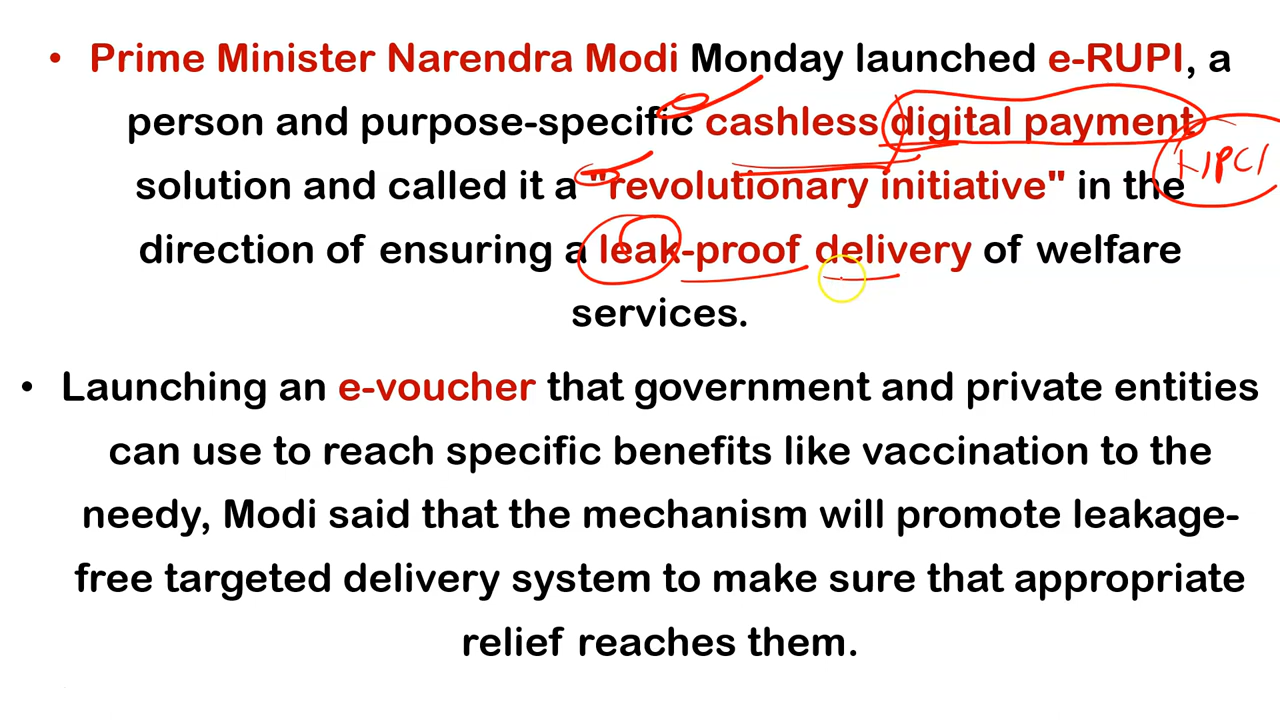 • Prime Minister Narendra Modi Monday launched e-RUPI, a
person and purpose-specific cashless digital payment
NPCI
solution and called it a "revolutionary initiative" in the
direction of ensuring a leak-proof delivery of welfare
services.
• Launching an e-voucher that government and private entities
can use to reach specific benefits like vaccination to the
needy, Modi said that the mechanism will promote leakage-
free targeted delivery system to make sure that appropriate
relief reaches them.